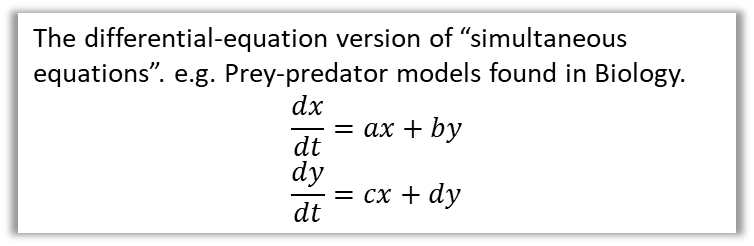 The differential-equation version of “simultaneous
equations”. e.g. Prey-predator models found in Biology.
dx/dt = ax + by
dy/dt = cx + dy